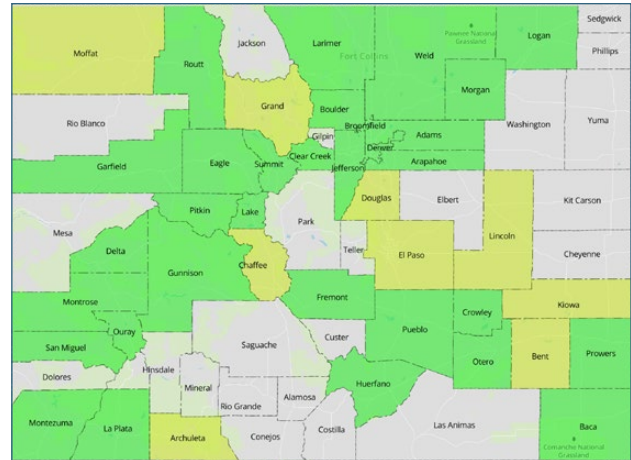 Sedgwick
Jackson
Larimer
Logan
Pawnee National
Grassland
Moffat
Routt
Weld
Phillips
Fort Collins
Morgan
Grand
Boulder
Rio Blanco
Washington
Yuma
Broomfield
Gilpin
Adams
Denver
Clear Creek
Arapahoe
Garfield
Eagle
Summit
Jefferson
Douglas
Elbert
Kit Carson
Pitkin
Lake
Park
Lincoln
Mesa
Teller
Delta
El Paso
Cheyenne
Chaffee
Gunnison
Kiowa
Montrose
Fremont
Crowley
Pueblo
Ouray
Custer
San Miguel
Saguache
Otero
Bent
Prowers
Hinsdale
Dolores
Huerfano
Mineral
Alamosa
Rio Grande
Montezuma
La Plata
Las Animas
Baca
Archuleta
Conejos
Costilla
Comanche National
Grassland